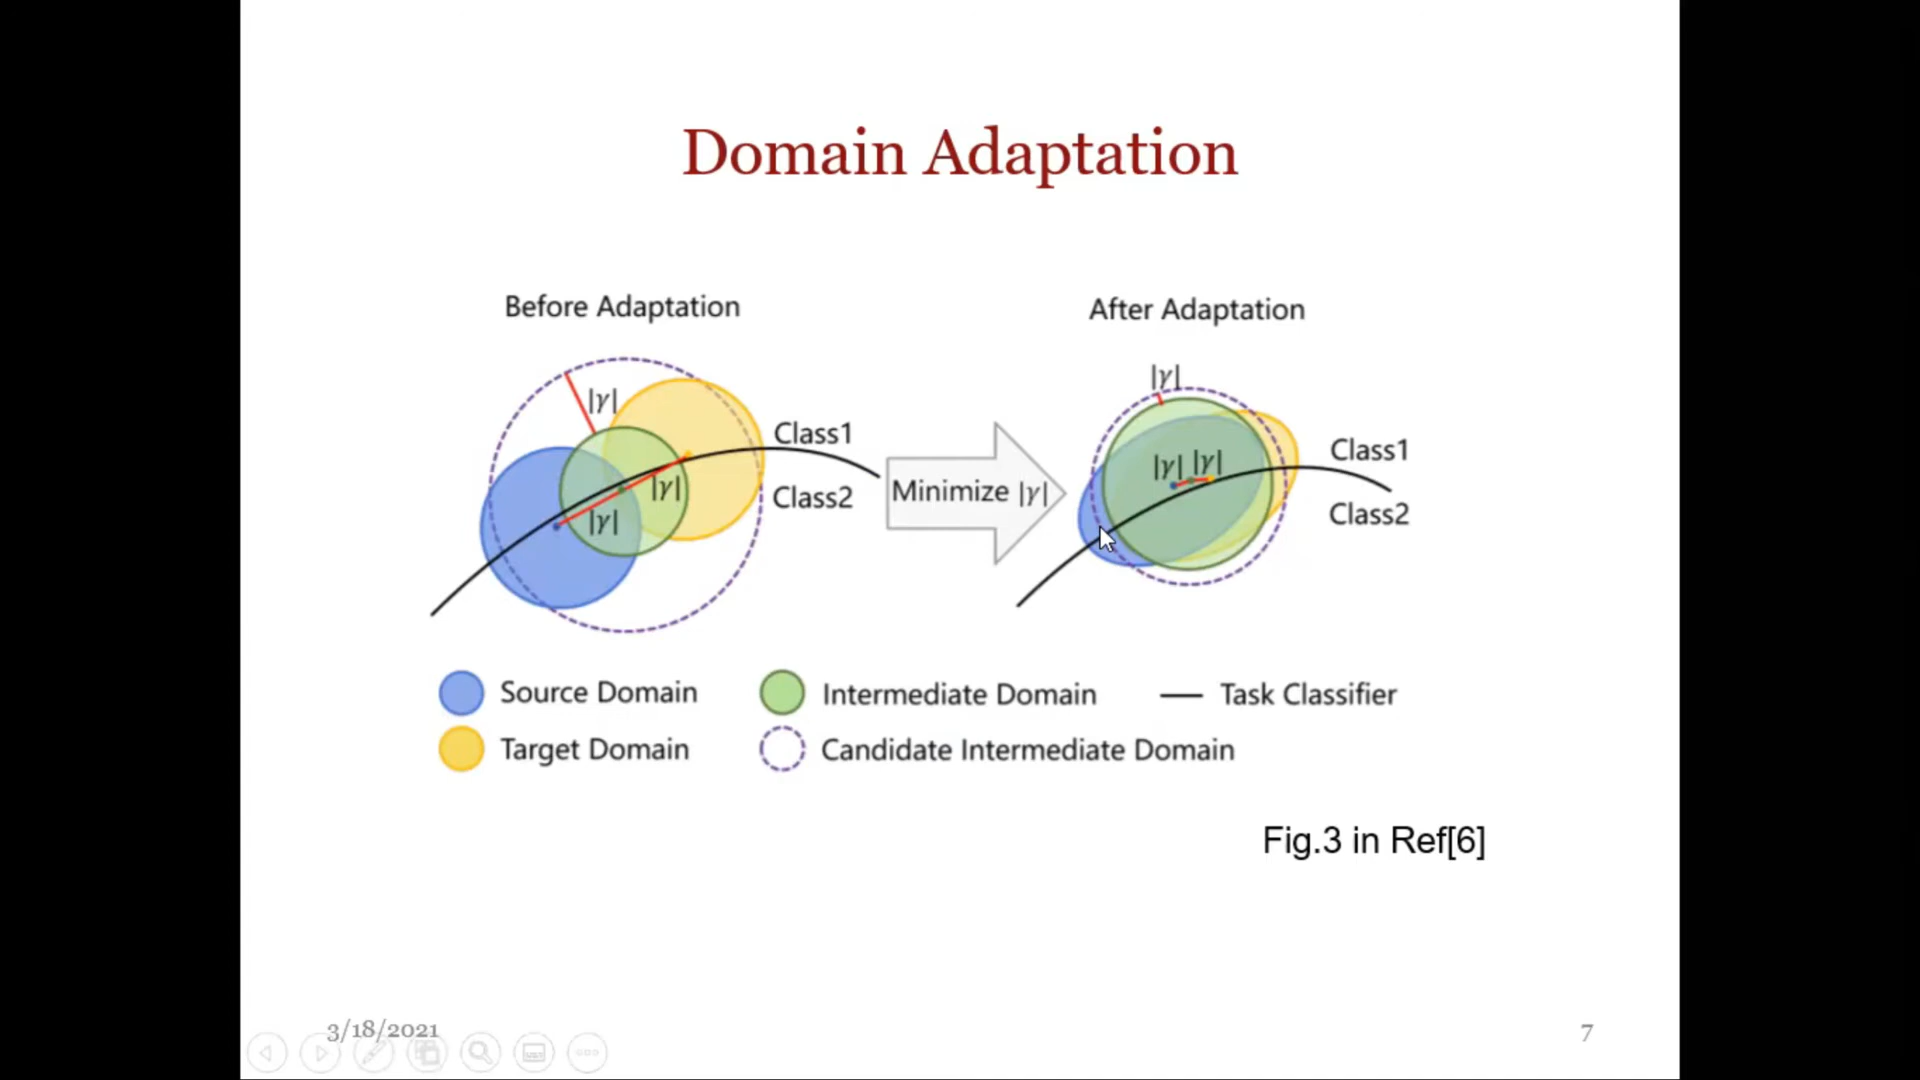 Domain Adaptation
Before Adaptation
After Adaptation
|γ|
|γ|
Class1
Class1
|γ| |γ|
|γ|
Minimize |γ|
Class2
Class2
|γ|
Source Domain
Intermediate Domain
Task Classifier
Target Domain
Candidate Intermediate Domain
Fig.3 in Ref[6]
3/18/2021
7